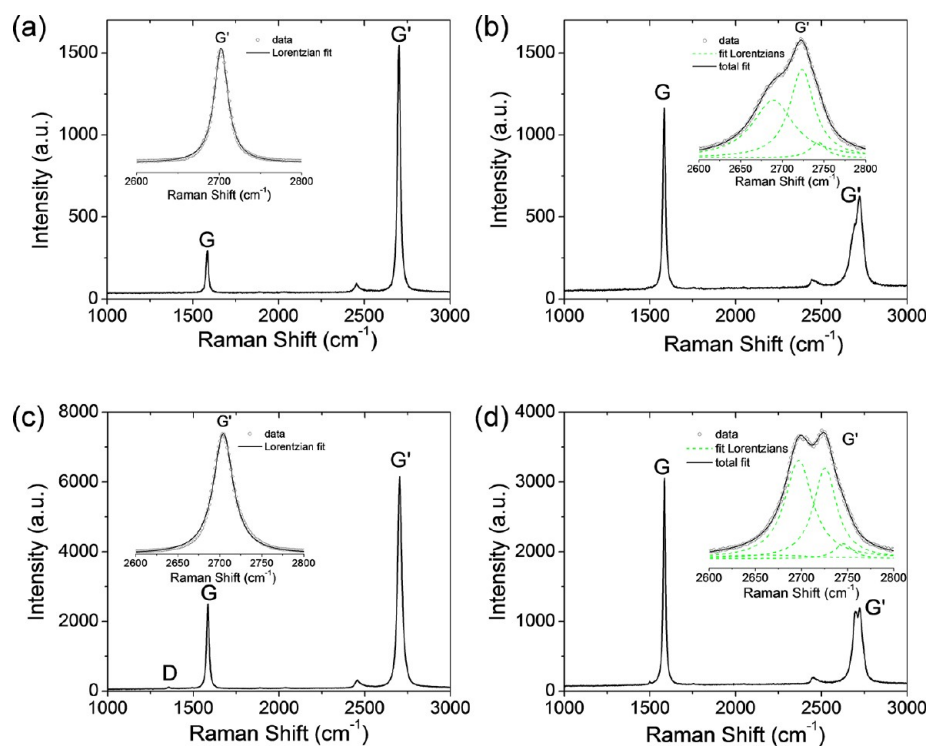 (a)
Intensity (a.u.)
1500
1000
500
0
G'
data
Lorentzian fit
2600 2700 2800
Raman Shift (cm-1)
G'
G
1000 1500 2000 2500 3000
Raman Shift (cm-1)
(b)
Intensity (a.u.)
1500
1000
500
0
G'
data
fit Lorentzians
total fit
2600 2650 2700 2750 2800
Raman Shift (cm-1)
G
G'
1000 1500 2000 2500 3000
Raman Shift (cm-1)
(c)
Intensity (a.u.)
8000
6000
4000
2000
0
G'
data
Lorentzian fit
2600 2650 2700 2750 2800
Raman Shift (cm-1)
G'
G
D
1000 1500 2000 2500 3000
Raman Shift (cm-1)
(d)
Intensity (a.u.)
4000
3000
2000
1000
0
data
fit Lorentzians
total fit
G'
2600 2650 2700 2750 2800
Raman Shift (cm-1)
G
G'
1000 1500 2000 2500 3000
Raman Shift (cm-1)